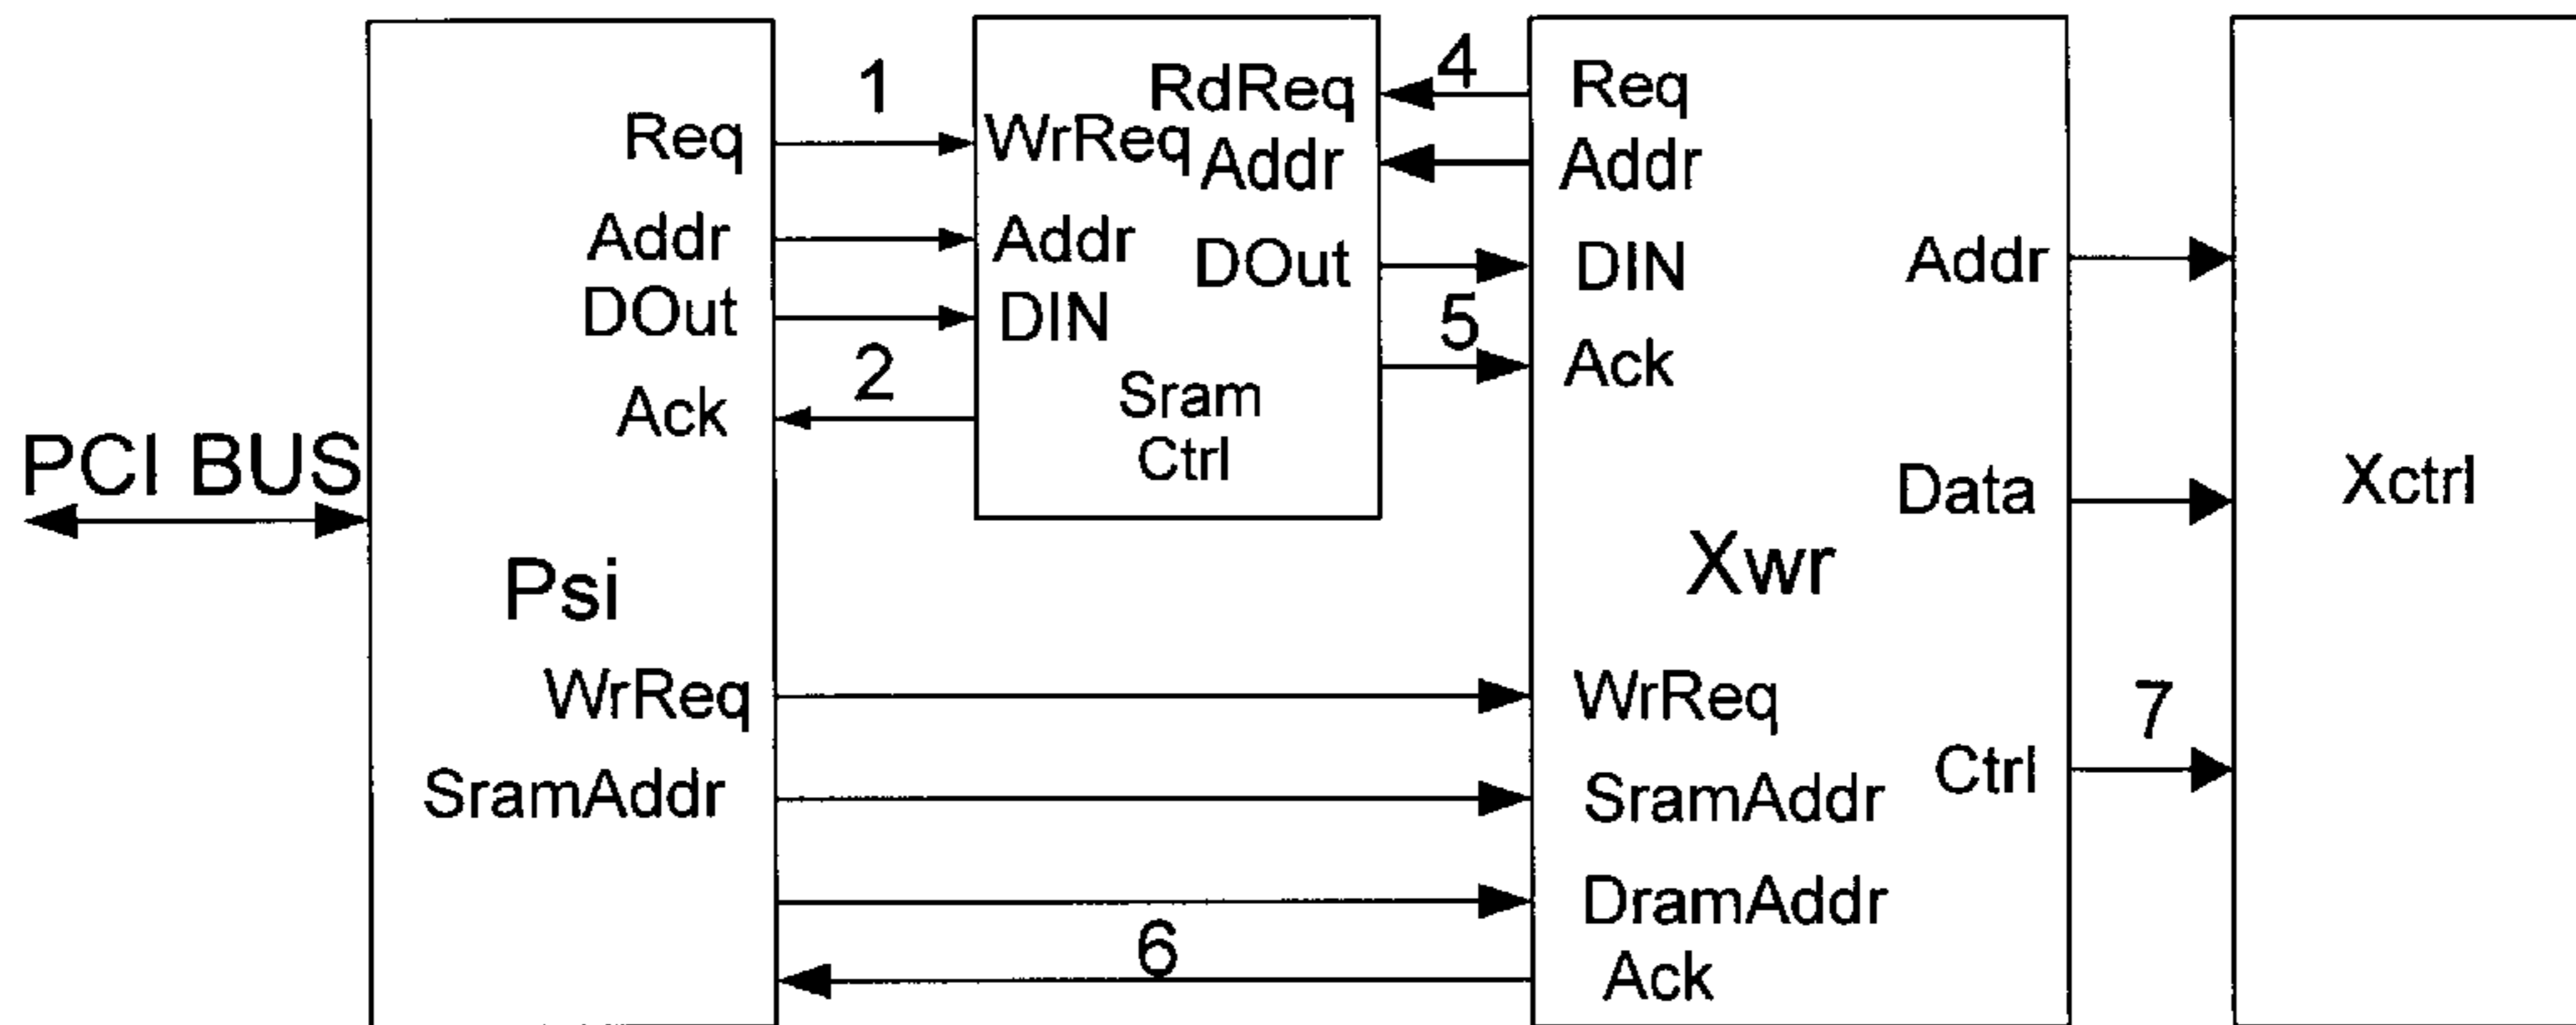 PCI BUS
Req
Addr
DOut
Ack
Psi
WrReq
SramAddr
1
2
WrReq
Addr
DIN
RdReq
Addr
DOut
Sram
Ctrl
4
5
6
Req
Addr
DIN
Ack
Xwr
WrReq
SramAddr
DramAddr
Ack
Addr
Data
Ctrl
7
Xctrl